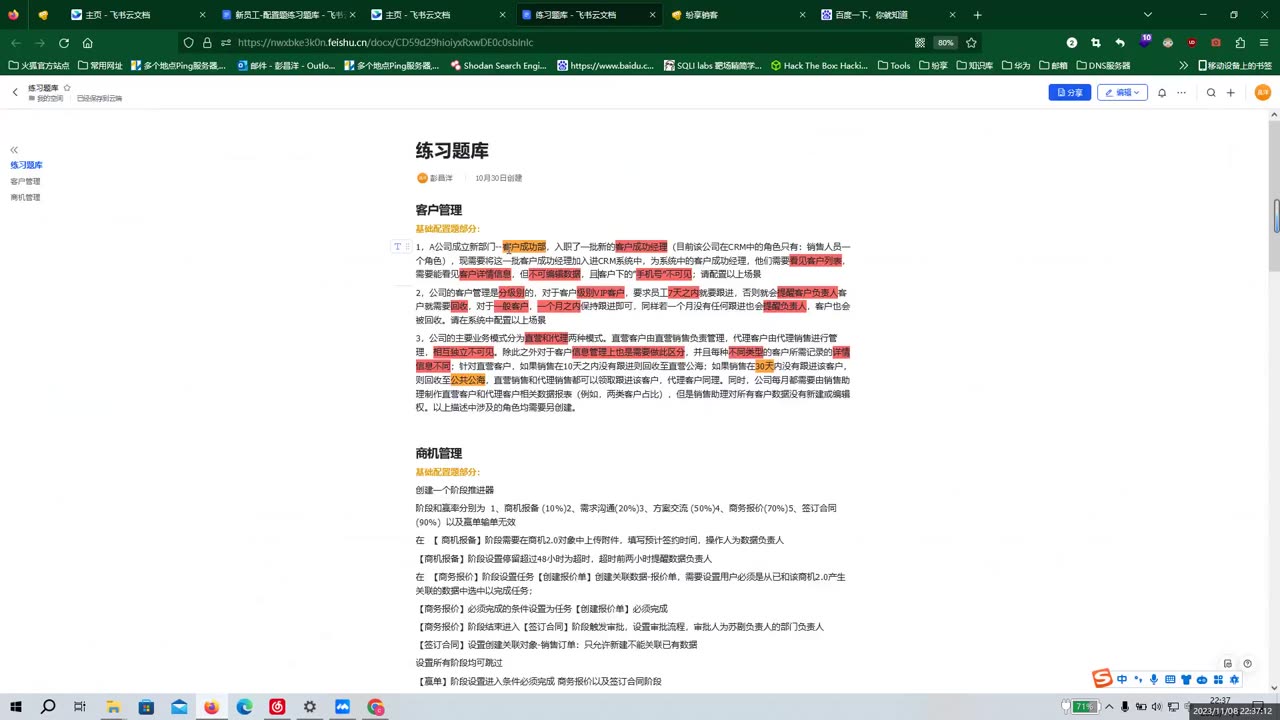 主页 - 飞书云文档
新员工-配置练习题库 - 飞书
主页 - 飞书云文档
练习题库 - 飞书云文档
纷享销客
百度一下，你就知道
https://nwxbke3k0n.feishu.cn/docx/CD59d29hioiyxRxwDE0c0sblnlc
80%
火狐官方站点
常用网址
多个地点Ping服务器,...
邮件 - 彭昌洋 - Outlo...
多个地点Ping服务器,...
Shodan Search Engi...
https://www.baidu.c...
SQLI labs 靶场精简学...
Hack The Box Hackin...
Tools
纷享
知识库
华为
邮箱
DNS服务器
移动设备上的书签
练习题库
我的空间
已经保存到云端
分享
编辑
练习题库
客户管理
商机管理
练习题库
彭昌洋
10月30日创建
客户管理
基础配置题部分：
1，A公司成立新部门--客户成功部，入职了一批新的客户成功经理（目前该公司在CRM中的角色只有：销售人员一
个角色），现需要将这一批客户成功经理加入进CRM系统中，为系统中的客户成功经理，他们需要看见客户列表，
需要能看见客户详情信息，但不可编辑数据，且客户下的“手机号”不可见；请配置以上场景
2，公司的客户管理是分级别的，对于客户级别VIP客户，要求员工7天之内就要跟进，否则就会提醒客户负责人客
户就需要回收，对于一般客户，一个月之内保持跟进即可，同样若一个月没有任何跟进也会提醒负责人，客户也会
被回收。请在系统中配置以上场景
3，公司的主要业务模式分为直营和代理两种模式。直营客户由直营销售负责管理，代理客户由代理销售进行管
理，相互独立不可见。除此之外对于客户信息管理上也是需要做此区分，并且每种不同类型的客户所需记录的详情
信息不同；针对直营客户，如果销售在10天之内没有跟进则回收至直营公海；如果销售在30天内没有跟进该客户，
则回收至公共公海，直营销售和代理销售都可以领取跟进该客户，代理客户同理。同时，公司每月都需要由销售助
理制作直营客户和代理客户相关数据报表（例如，两类客户占比），但是销售助理对所有客户数据没有新建或编辑
权。以上描述中涉及的角色均需要另创建。
商机管理
基础配置题部分：
创建一个阶段推进器
阶段和赢率分别为 1、商机报备 (10%)2、需求沟通(20%)3、方案交流 (50%)4、商务报价(70%)5、签订合同
(90%) 以及赢单输单无效
在 【 商机报备】阶段需要在商机2.0对象中上传附件，填写预计签约时间，操作人为数据负责人
【商机报备】阶段设置停留超过48小时为超时，超时前两小时提醒数据负责人
在 【商务报价】阶段设置任务【创建报价单】创建关联数据-报价单，需要设置用户必须是从已和该商机2.0产生
关联的数据中选中以完成任务；
【商务报价】必须完成的条件设置为任务【创建报价单】必须完成
【商务报价】阶段结束进入【签订合同】阶段触发审批，设置审批流程，审批人为苏剧负责人的部门负责人
【签订合同】设置创建关联对象-销售订单：只允许新建不能关联已有数据
设置所有阶段均可跳过
【赢单】阶段设置进入条件必须完成 商务报价以及签订合同阶段
中
71%
22:37
2023/11/08 22:37:12